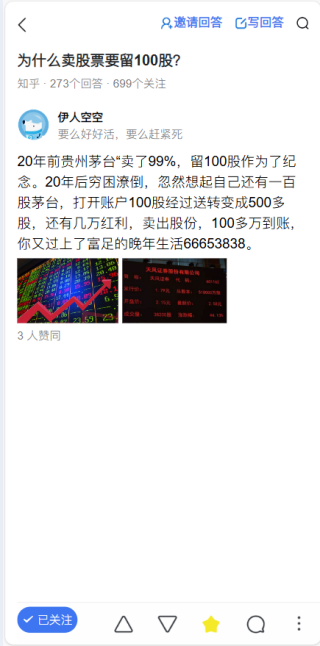 邀请回答 写回答
为什么卖股票要留100股?
知乎 · 273个回答 · 699个关注
伊人空空
要么好好活，要么赶紧死
20年前贵州茅台“卖了99%，留100股作为了纪
念。20年后穷困潦倒，忽然想起自己还有一百
股茅台，打开账户100股经过送转变成500多
股，还有几万红利，卖出股份，100多万到账，
你又过上了富足的晚年生活66653838。
3 人赞同
已关注